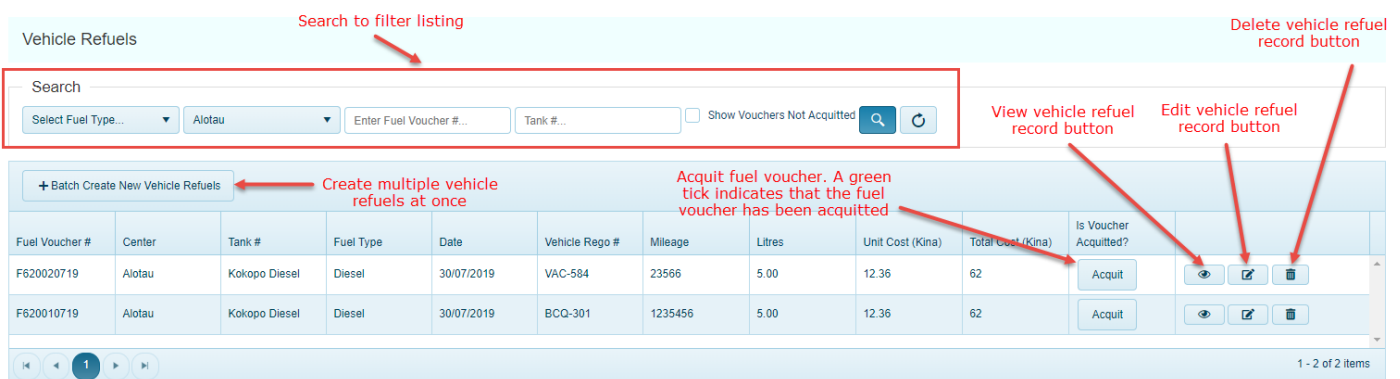 Search to filter listing
Delete vehicle refuel
record button
Vehicle Refuels
Search
Select Fuel Type...
Alotau
Enter Fuel Voucher #...
Tank #...
Show Vouchers Not Acquitted
View vehicle refuel
record button
Edit vehicle refuel
record button
+ Batch Create New Vehicle Refuels
Create multiple vehicle
refuels at once
Acquit fuel voucher. A green
tick indicates that the fuel
voucher has been acquitted
Fuel Voucher # Center Tank # Fuel Type Date Vehicle Rego # Mileage Litres Unit Cost (Kina) Total Cost (Kina) Is Voucher
Acquitted?
F620020719 Alotau Kokopo Diesel Diesel 30/07/2019 VAC-584 23566 5.00 12.36 62 Acquit
F620010719 Alotau Kokopo Diesel Diesel 30/07/2019 BCQ-301 1235456 5.00 12.36 62 Acquit
1
1 - 2 of 2 items